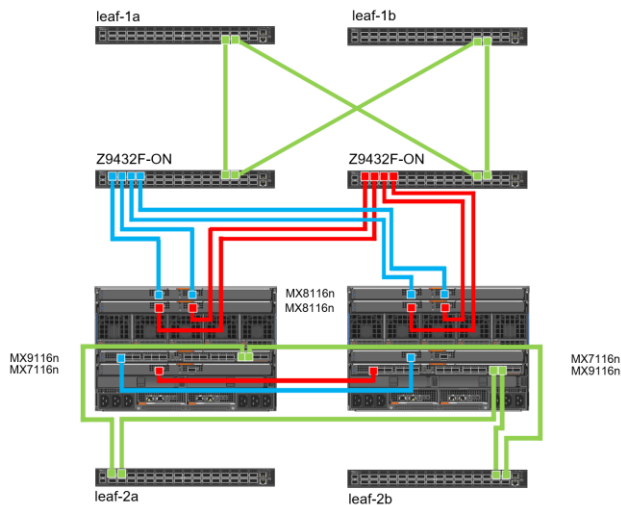 leaf-1a
leaf-1b
Z9432F-ON
Z9432F-ON
MX8116n
MX8116n
MX9116n
MX7116n
MX7116n
MX9116n
leaf-2a
leaf-2b